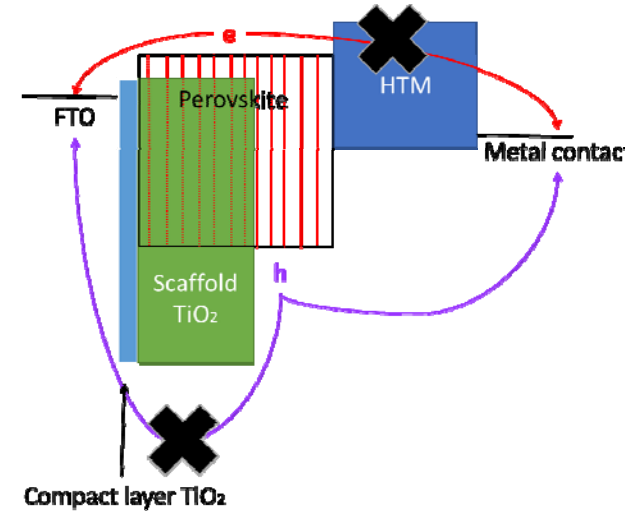 e
HTM
Perovskite
FTO
Metal contact
h
Scaffold
TiO₂
Compact layer TiO₂